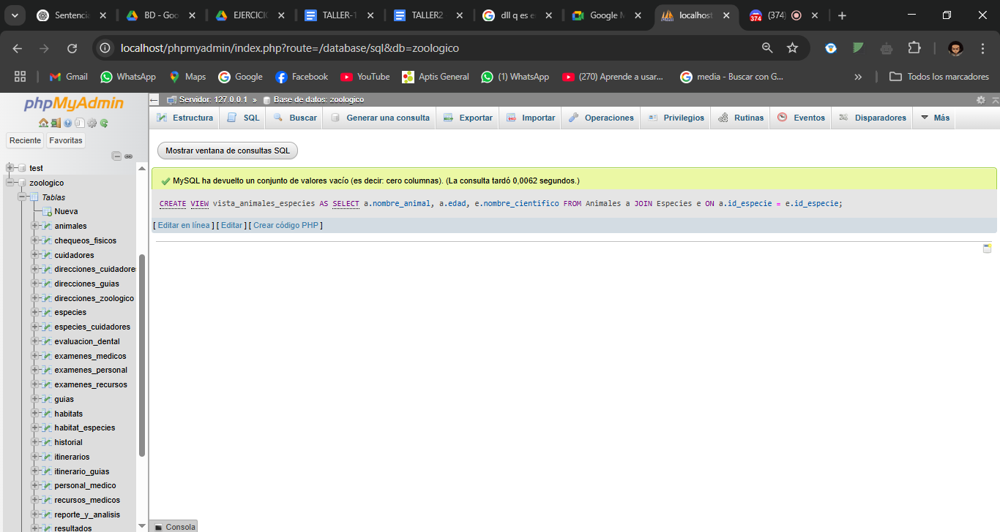 Sentencia
BD - Goo
EJERCICI
TALLER-1
TALLER2
dll q es e
Google M
localhost
374
(374)
localhost/phpmyadmin/index.php?route=/database/sql&db=zoologico
Gmail
WhatsApp
Maps
Google
Facebook
YouTube
Aptis General
(1) WhatsApp
(270) Aprende a usar...
media - Buscar con G...
»
Todos los marcadores
phpMyAdmin
Reciente
Favoritas
test
zoologico
Tablas
Nueva
animales
chequeos_fisicos
cuidadores
direcciones_cuidadore
direcciones_guias
direcciones_zoologico
especies
especies_cuidadores
evaluacion_dental
examenes_medicos
examenes_personal
examenes_recursos
guias
habitats
habitat_especies
historial
itinerarios
itinerario_guias
personal_medico
recursos_medicos
reporte_y_analisis
resultados
Servidor: 127.0.0.1 » Base de datos: zoologico
Estructura
SQL
Buscar
Generar una consulta
Exportar
Importar
Operaciones
Privilegios
Rutinas
Eventos
Disparadores
Más
Mostrar ventana de consultas SQL
MySQL ha devuelto un conjunto de valores vacío (es decir: cero columnas). (La consulta tardó 0,0062 segundos.)
CREATE VIEW vista_animales_especies AS SELECT a.nombre_animal, a.edad, e.nombre_cientifico FROM Animales a JOIN Especies e ON a.id_especie = e.id_especie;
[ Editar en línea ] [ Editar ] [ Crear código PHP ]
Consola